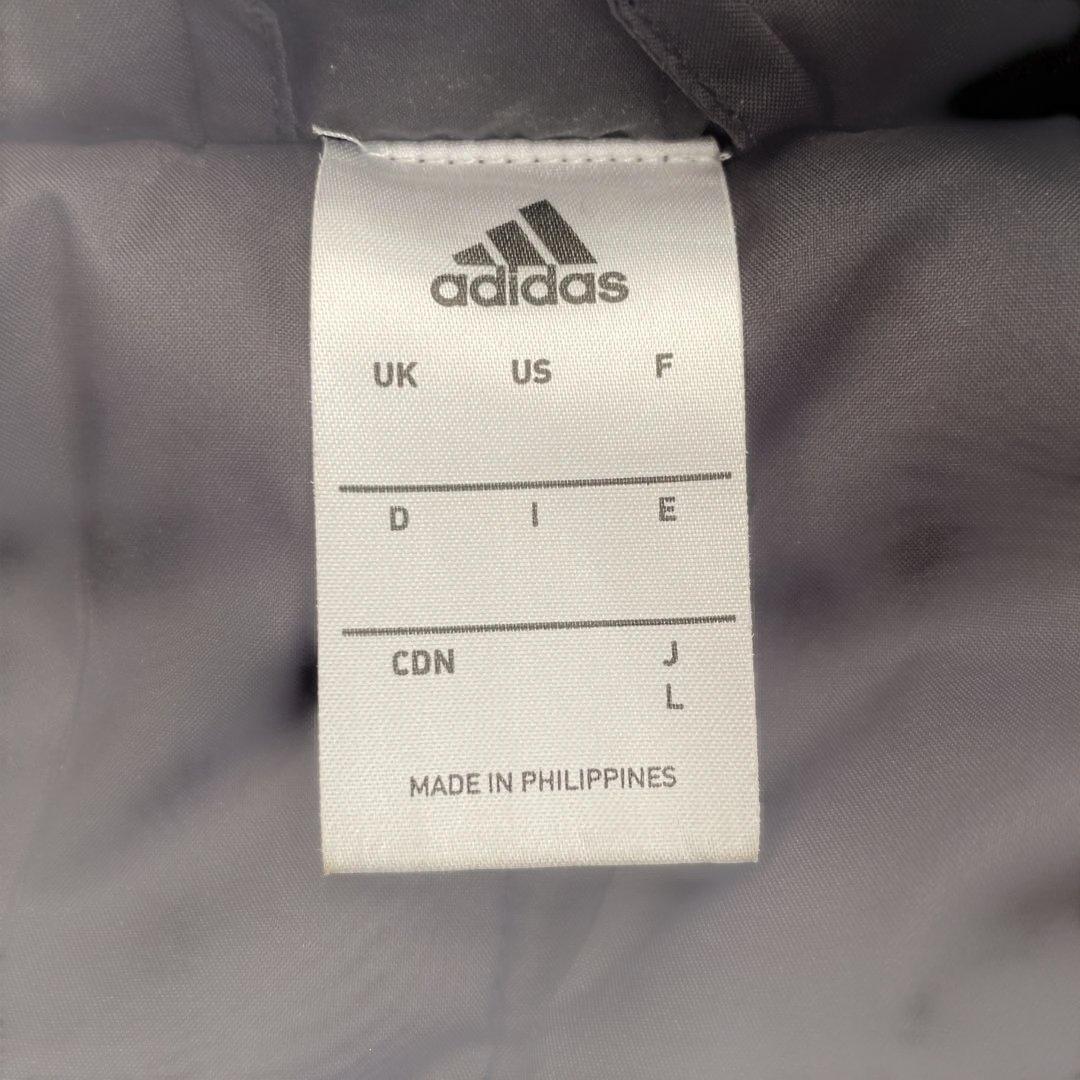 adidas
UK US F
D I E
CDN J
L
MADE IN PHILIPPINES